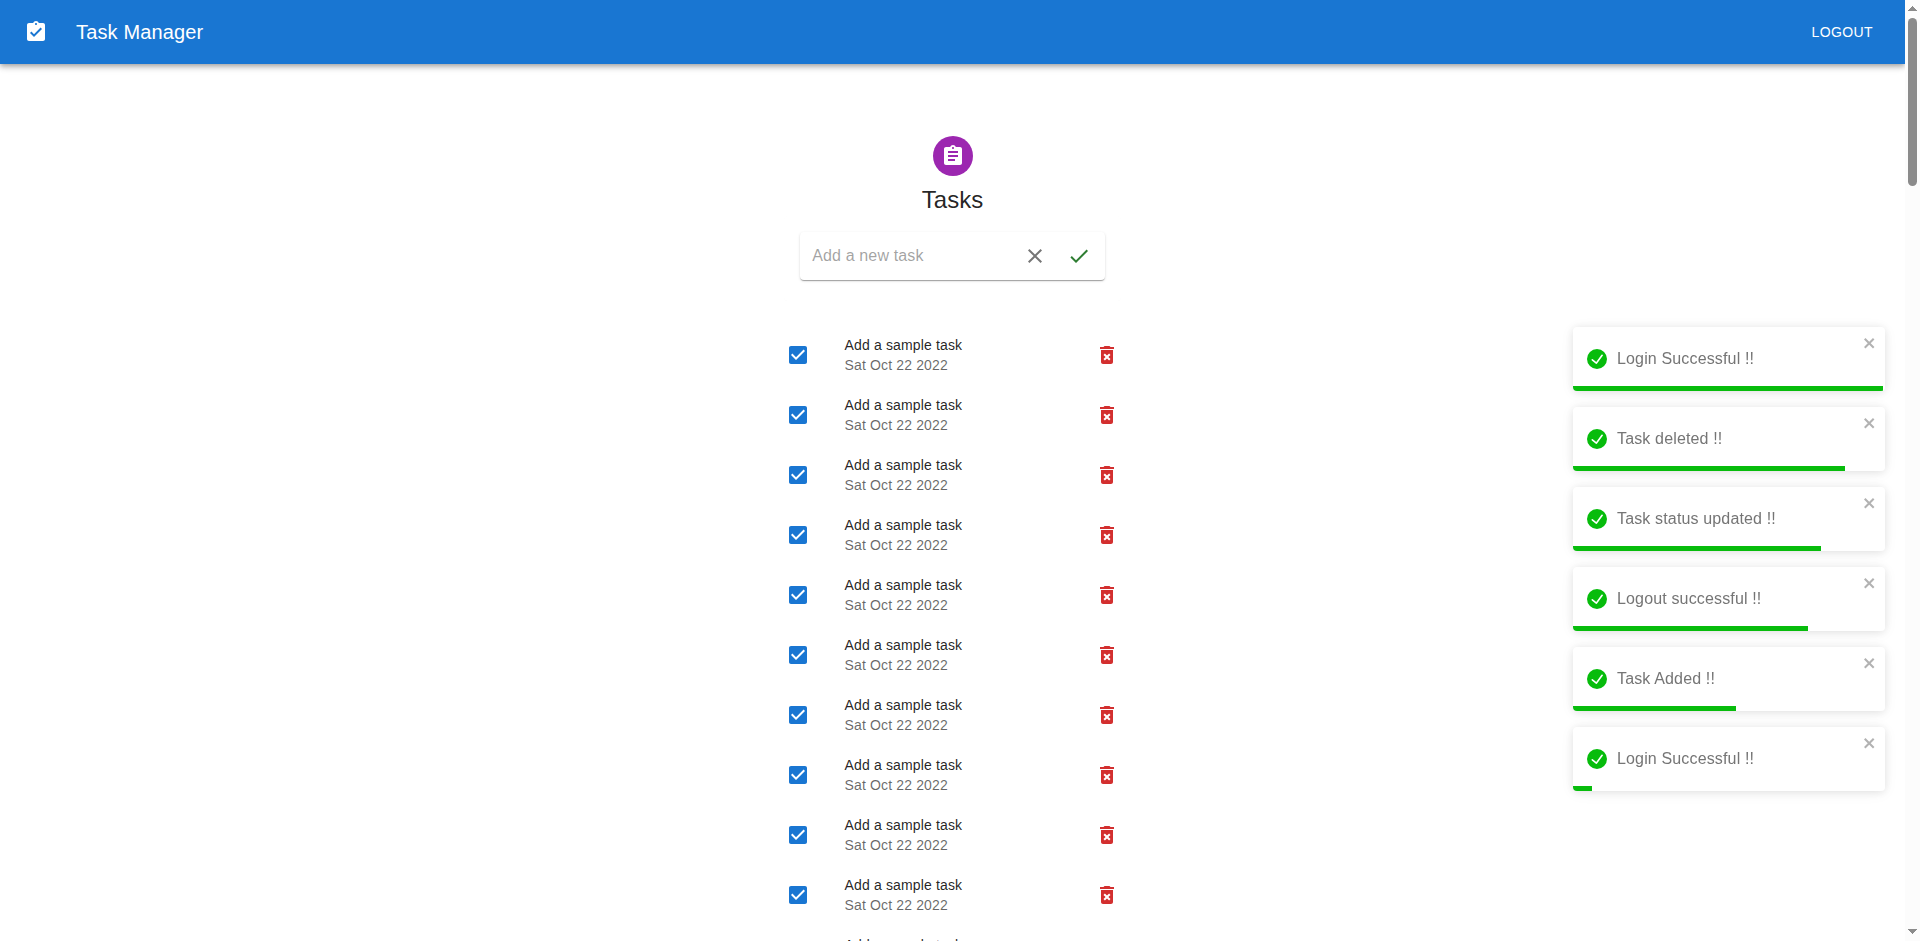 Task Manager
LOGOUT
Tasks
Add a new task
Add a sample task
Sat Oct 22 2022
Add a sample task
Sat Oct 22 2022
Add a sample task
Sat Oct 22 2022
Add a sample task
Sat Oct 22 2022
Add a sample task
Sat Oct 22 2022
Add a sample task
Sat Oct 22 2022
Add a sample task
Sat Oct 22 2022
Add a sample task
Sat Oct 22 2022
Add a sample task
Sat Oct 22 2022
Add a sample task
Sat Oct 22 2022
Login Successful !!
Task deleted !!
Task status updated !!
Logout successful !!
Task Added !!
Login Successful !!